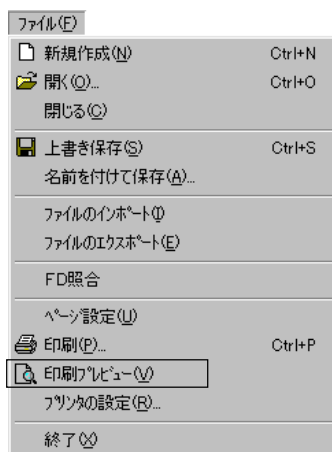 ファイル(F)
新規作成(N) Ctrl+N
開く(O)... Ctrl+O
閉じる(C)
上書き保存(S) Ctrl+S
名前を付けて保存(A)...
ファイルのインポート(I)
ファイルのエクスポート(E)
FD照合
ページ設定(U)
印刷(P)... Ctrl+P
印刷プレビュー(V)
プリンタの設定(R)...
終了(X)